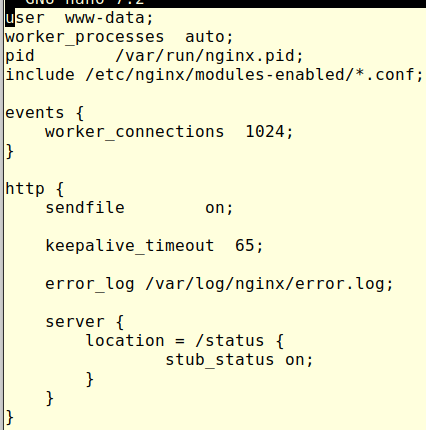 GNU nano 7.2
user  www-data;
worker_processes  auto;
pid        /var/run/nginx.pid;
include /etc/nginx/modules-enabled/*.conf;

events {
    worker_connections  1024;
}

http {
    sendfile        on;

    keepalive_timeout  65;

    error_log /var/log/nginx/error.log;

    server {
        location = /status {
                stub_status on;
        }
    }
}